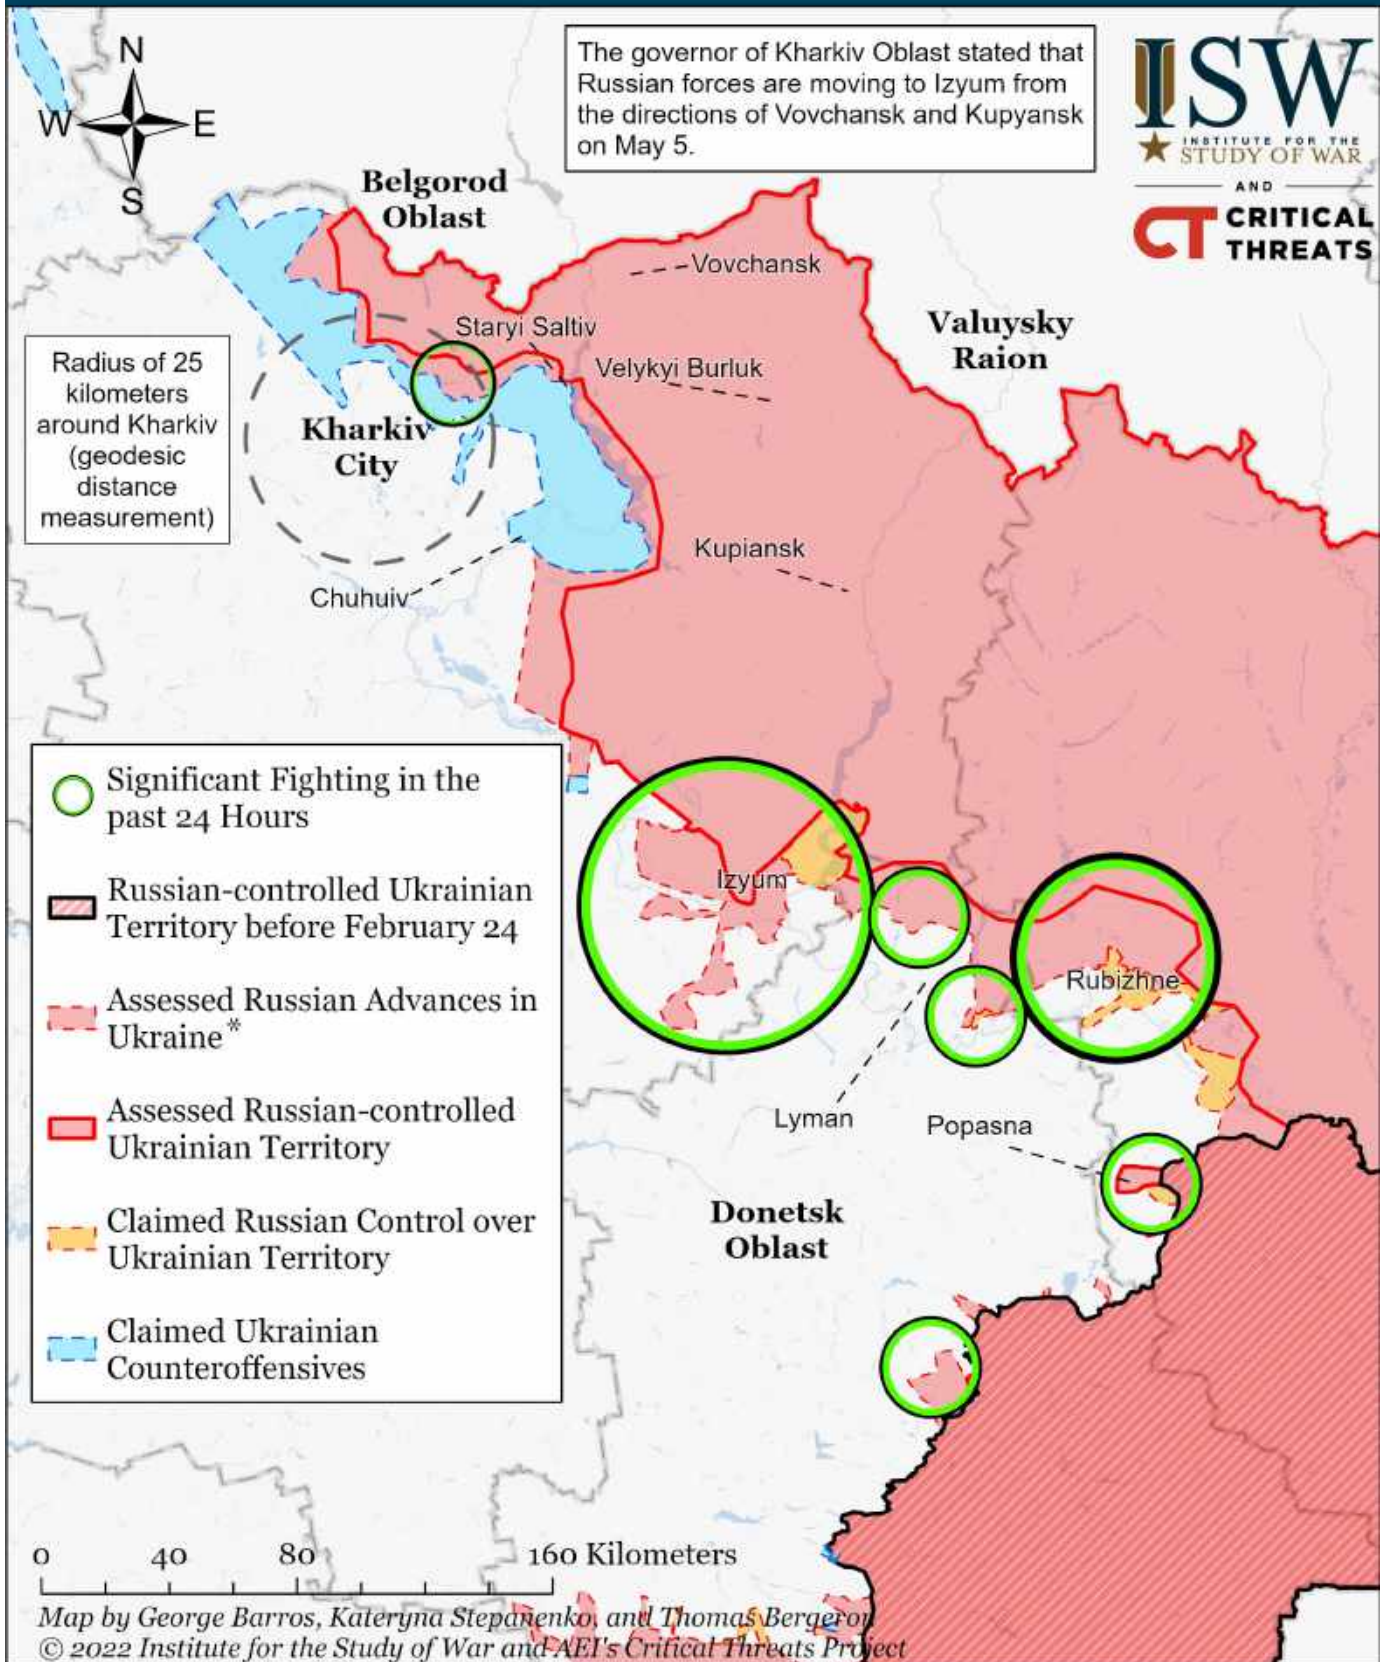 N
W E
S
The governor of Kharkiv Oblast stated that
Russian forces are moving to Izyum from
the directions of Vovchansk and Kupyansk
on May 5.
ISW
INSTITUTE FOR THE
STUDY OF WAR
AND
CT CRITICAL
THREATS
Belgorod
Oblast
Vovchansk
Staryi Saltiv
Valuysky
Raion
Velykyi Burluk
Radius of 25
kilometers
around Kharkiv
(geodesic
distance
measurement)
Kharkiv
City
Kupiansk
Chuhuiv
Significant Fighting in the
past 24 Hours
Russian-controlled Ukrainian
Territory before February 24
Assessed Russian Advances in
Ukraine*
Assessed Russian-controlled
Ukrainian Territory
Claimed Russian Control over
Ukrainian Territory
Claimed Ukrainian
Counteroffensives
Izyum
Rubizhne
Lyman
Popasna
Donetsk
Oblast
0 40 80 160 Kilometers
Map by George Barros, Kateryna Stepanenko, and Thomas Bergeron
© 2022 Institute for the Study of War and AEI's Critical Threats Project